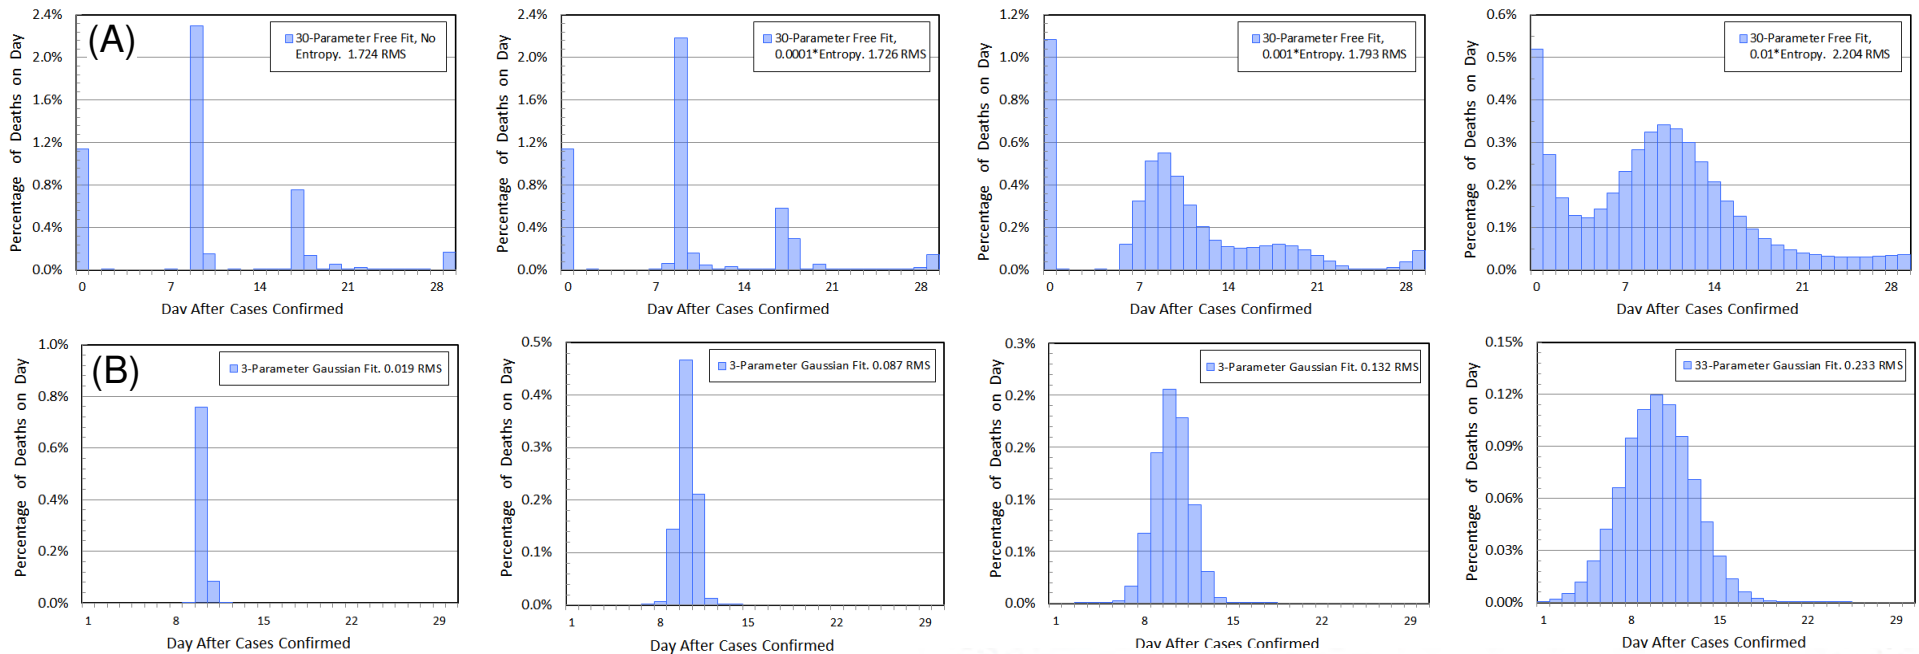 (A)
Percentage of Deaths on Day
2.4%
2.0%
1.6%
1.2%
0.8%
0.4%
0.0%
30-Parameter Free Fit, No
Entropy. 1.724 RMS
0 7 14 21 28
Day After Cases Confirmed
Percentage of Deaths on Day
2.4%
2.0%
1.6%
1.2%
0.8%
0.4%
0.0%
30-Parameter Free Fit,
0.0001*Entropy. 1.726 RMS
0 7 14 21 28
Day After Cases Confirmed
Percentage of Deaths on Day
1.2%
1.0%
0.8%
0.6%
0.4%
0.2%
0.0%
30-Parameter Free Fit,
0.001*Entropy. 1.793 RMS
0 7 14 21 28
Day After Cases Confirmed
Percentage of Deaths on Day
0.6%
0.5%
0.4%
0.3%
0.2%
0.1%
0.0%
30-Parameter Free Fit,
0.01*Entropy. 2.204 RMS
0 7 14 21 28
Day After Cases Confirmed
(B)
Percentage of Deaths on Day
1.0%
0.8%
0.6%
0.4%
0.2%
0.0%
3-Parameter Gaussian Fit. 0.019 RMS
1 8 15 22 29
Day After Cases Confirmed
Percentage of Deaths on Day
0.5%
0.4%
0.3%
0.2%
0.1%
0.0%
3-Parameter Gaussian Fit. 0.087 RMS
1 8 15 22 29
Day After Cases Confirmed
Percentage of Deaths on Day
0.3%
0.2%
0.2%
0.1%
0.1%
0.0%
3-Parameter Gaussian Fit. 0.132 RMS
1 8 15 22 29
Day After Cases Confirmed
Percentage of Deaths on Day
0.15%
0.12%
0.09%
0.06%
0.03%
0.00%
33-Parameter Gaussian Fit. 0.233 RMS
1 8 15 22 29
Day After Cases Confirmed